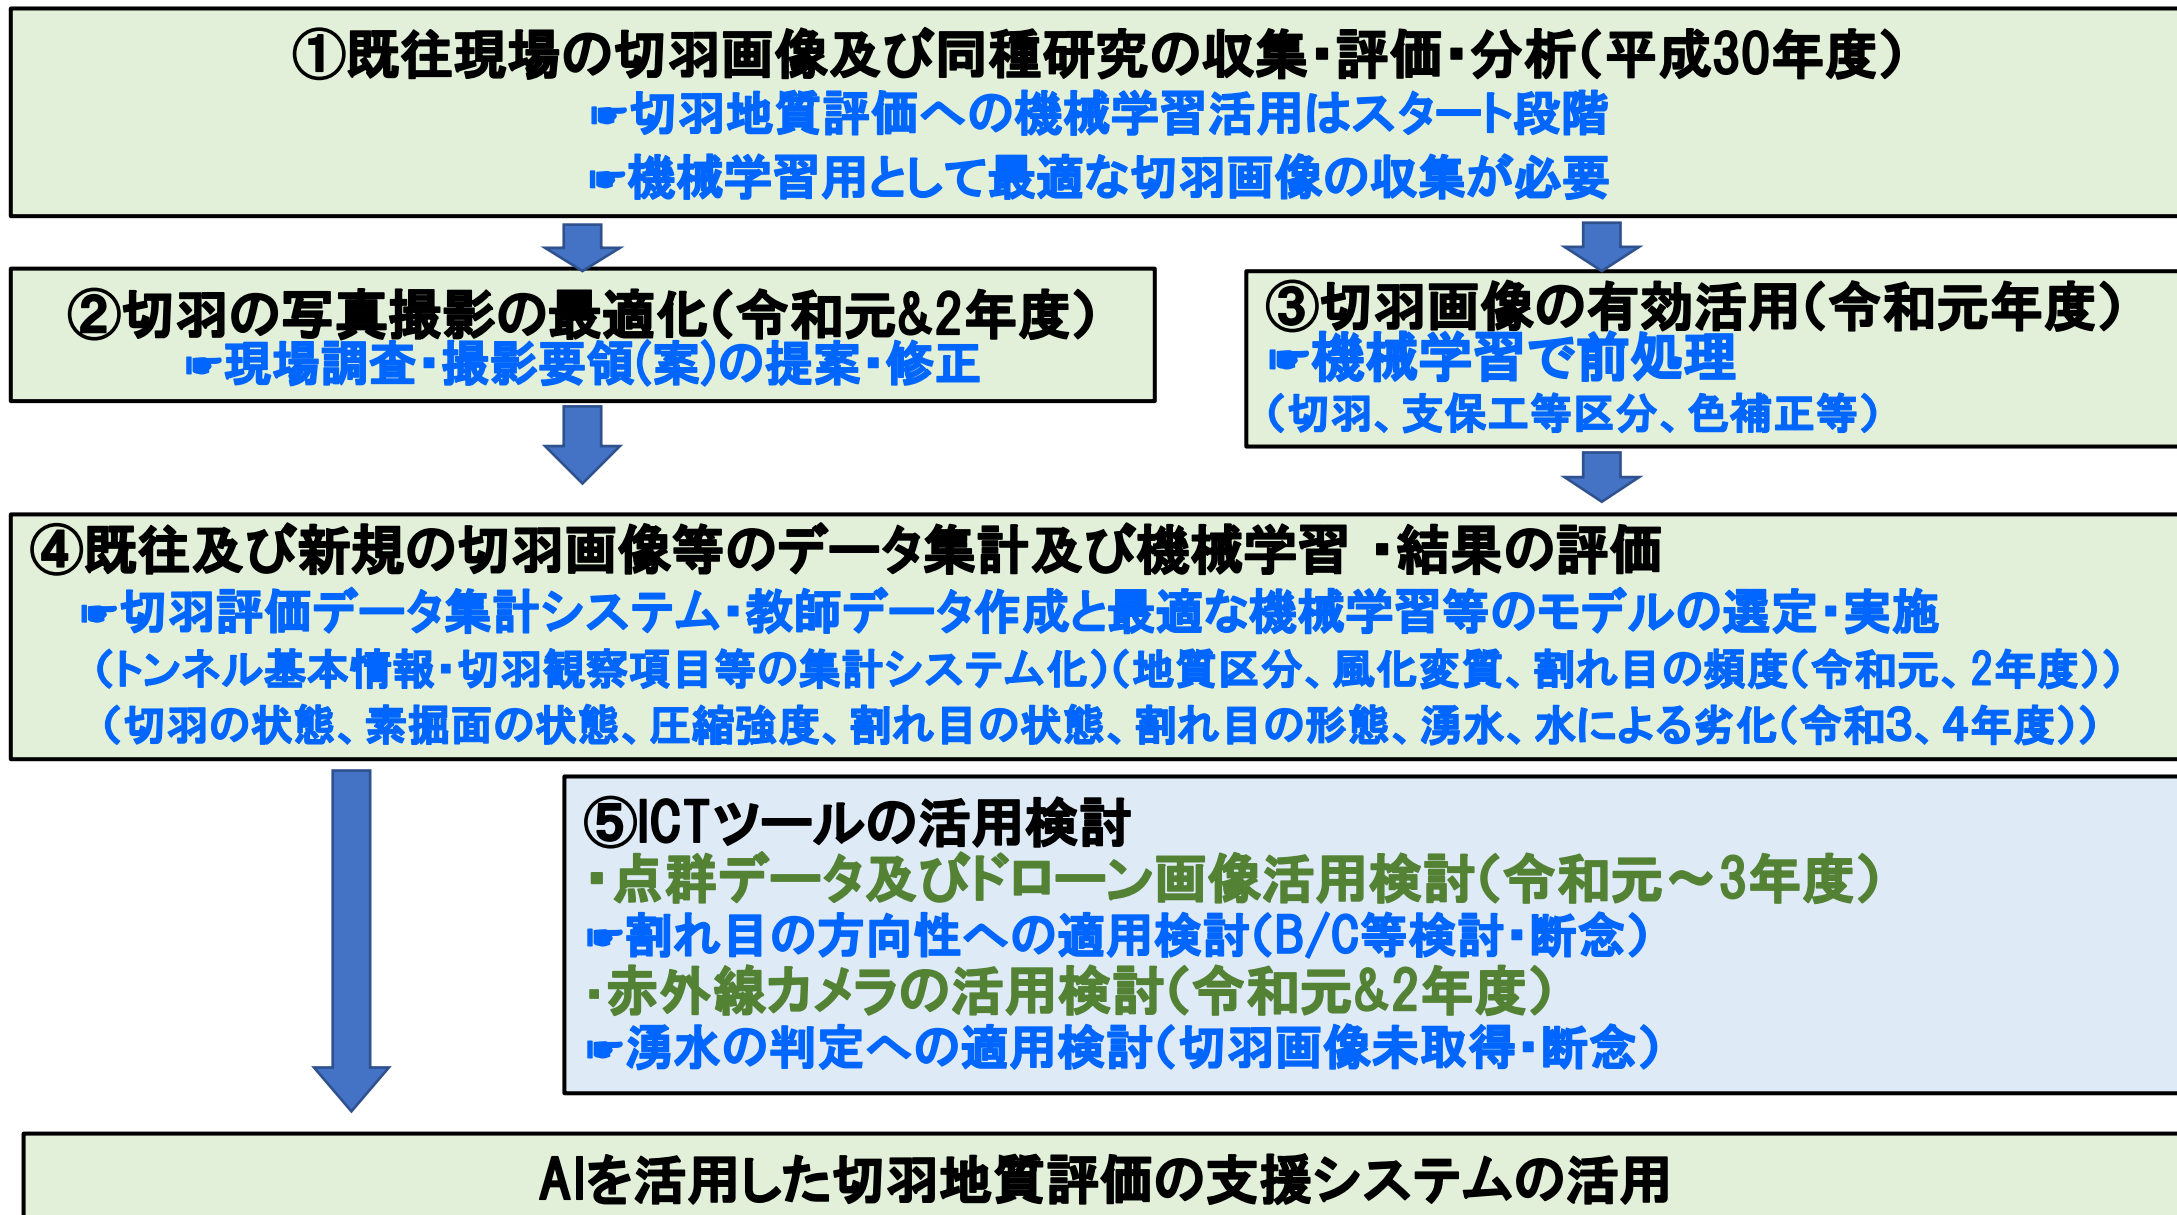 ①既往現場の切羽画像及び同種研究の収集・評価・分析（平成30年度）
☛切羽地質評価への機械学習活用はスタート段階
☛機械学習用として最適な切羽画像の収集が必要
②切羽の写真撮影の最適化（令和元&2年度）
☛現場調査・撮影要領(案)の提案・修正
③切羽画像の有効活用（令和元年度）
☛機械学習で前処理
（切羽、支保工等区分、色補正等）
④既往及び新規の切羽画像等のデータ集計及び機械学習 ・結果の評価
☛切羽評価データ集計システム・教師データ作成と最適な機械学習等のモデルの選定・実施
（トンネル基本情報・切羽観察項目等の集計システム化）（地質区分、風化変質、割れ目の頻度（令和元、2年度））
（切羽の状態、素掘面の状態、圧縮強度、割れ目の状態、割れ目の形態、湧水、水による劣化（令和3、4年度））
⑤ICTツールの活用検討
・点群データ及びドローン画像活用検討（令和元～3年度）
☛割れ目の方向性への適用検討（B/C等検討・断念）
・赤外線カメラの活用検討（令和元&2年度）
☛湧水の判定への適用検討（切羽画像未取得・断念）
AIを活用した切羽地質評価の支援システムの活用